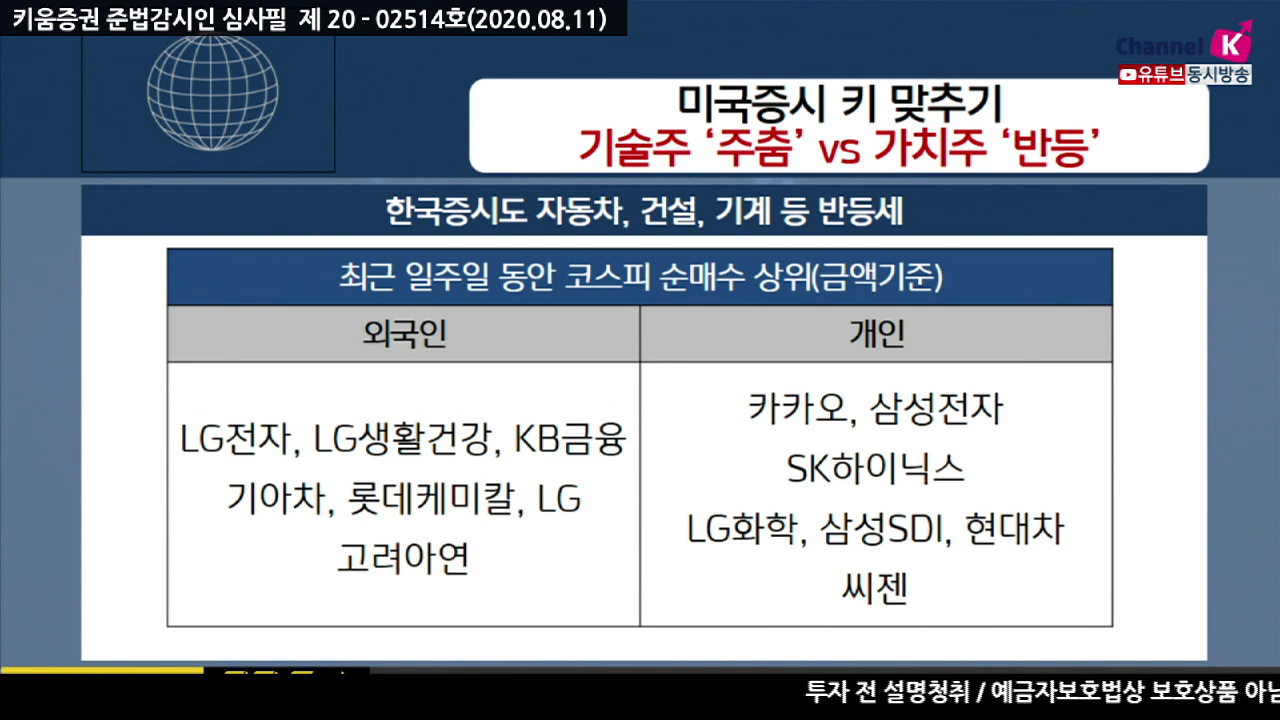 키움증권 준법감시인 심사필 제 20 - 02514호(2020.08.11)
Channel K
유튜브동시방송
미국증시 키 맞추기
기술주 ‘주춤’ vs 가치주 ‘반등’
한국증시도 자동차, 건설, 기계 등 반등세
최근 일주일 동안 코스피 순매수 상위(금액기준)
외국인
개인
LG전자, LG생활건강, KB금융
기아차, 롯데케미칼, LG
고려아연
카카오, 삼성전자
SK하이닉스
LG화학, 삼성SDI, 현대차
씨젠
투자 전 설명청취 / 예금자보호법상 보호상품